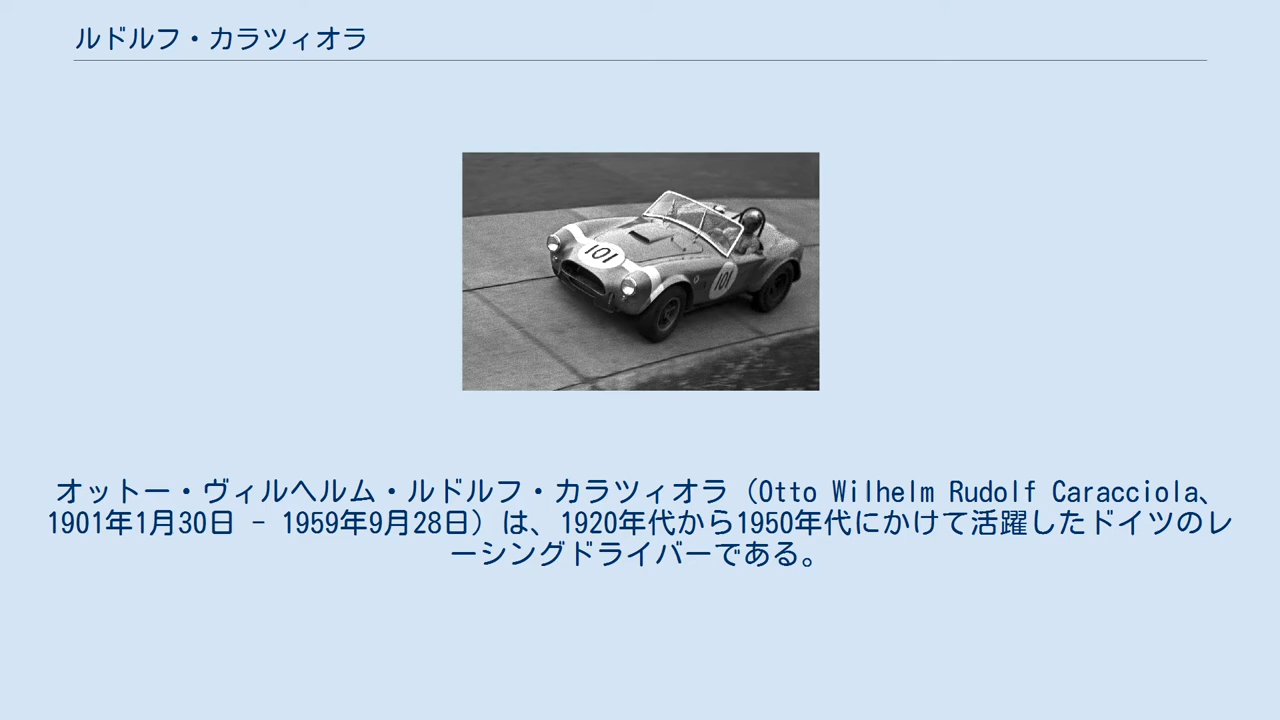 ルドルフ・カラツィオラ
101
101
オットー・ヴィルヘルム・ルドルフ・カラツィオラ（Otto Wilhelm Rudolf Caracciola、
1901年1月30日 - 1959年9月28日）は、1920年代から1950年代にかけて活躍したドイツのレ
ーシングドライバーである。